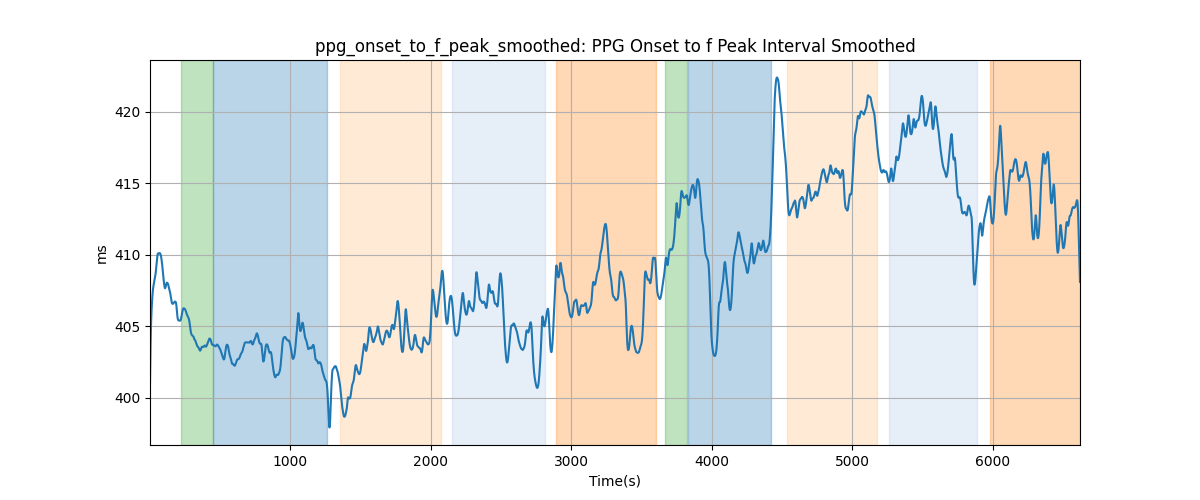 ppg_onset_to_f_peak_smoothed: PPG Onset to f Peak Interval Smoothed
420
415
410
405
400
ms
1000 2000 3000 4000 5000 6000
Time(s)